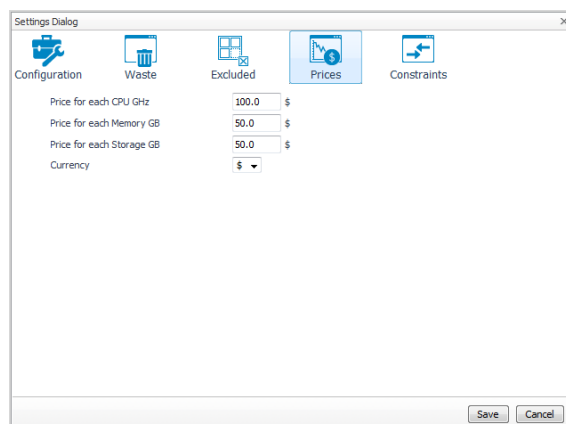 Settings Dialog
Configuration Waste Excluded Prices Constraints
Price for each CPU GHz 100.0 $
Price for each Memory GB 50.0 $
Price for each Storage GB 50.0 $
Currency $
Save Cancel